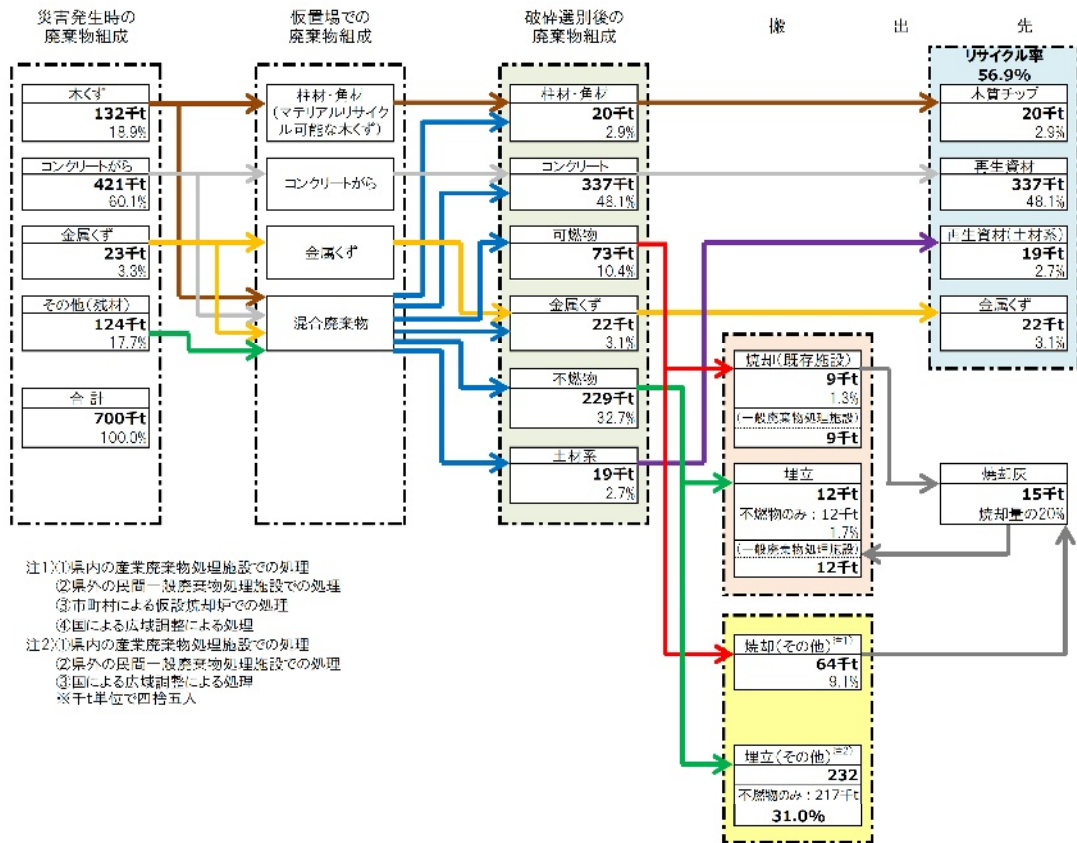 災害発生時の
廃棄物組成
仮置場での
廃棄物組成
破砕選別後の
廃棄物組成
搬 出 先
木くず
132千t
18.9%
コンクリートがら
421千t
60.1%
金属くず
23千t
3.3%
その他(残材)
124千t
17.7%
合計
700千t
100.0%
柱材・角材
(マテリアルリサイク
ル可能な木くず)
コンクリートがら
金属くず
混合廃棄物
柱材・角材
20千t
2.9%
コンクリート
337千t
48.1%
可燃物
73千t
10.4%
金属くず
22千t
3.1%
不燃物
229千t
32.7%
土材系
19千t
2.7%
リサイクル率
56.9%
木質チップ
20千t
2.9%
再生資材
337千t
48.1%
再生資材(土材系)
19千t
2.7%
金属くず
22千t
3.1%
焼却(既存施設)
9千t
1.3%
(一般廃棄物処理施設)
9千t
埋立
12千t
不燃物のみ:12千t
1.7%
(一般廃棄物処理施設)
12千t
焼却灰
15千t
焼却量の20%
焼却(その他)(注1)
64千t
9.1%
埋立(その他)(注2)
232
不燃物のみ:217千t
31.0%
注1)①県内の産業廃棄物処理施設での処理
②県外の民間一般廃棄物処理施設での処理
③市町村による仮設焼却炉での処理
④国による広域調整による処理
注2)①県内の産業廃棄物処理施設での処理
②県外の民間一般廃棄物処理施設での処理
③国による広域調整による処理
※千t単位で四捨五人